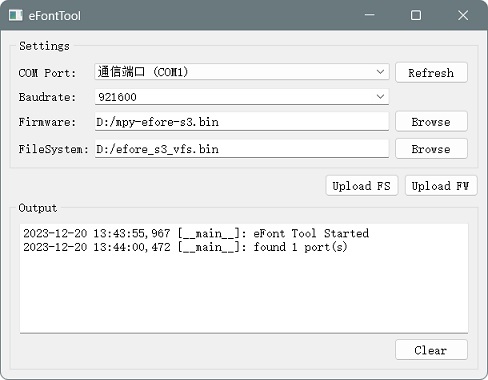 eFontTool
Settings
COM Port: 通信端口 (COM1) Refresh
Baudrate: 921600
Firmware: D:/mpy-efore-s3.bin Browse
FileSystem: D:/efore_s3_vfs.bin Browse
Upload FS Upload FW
Output
2023-12-20 13:43:55,967 [__main__]: eFont Tool Started
2023-12-20 13:44:00,472 [__main__]: found 1 port(s)
Clear